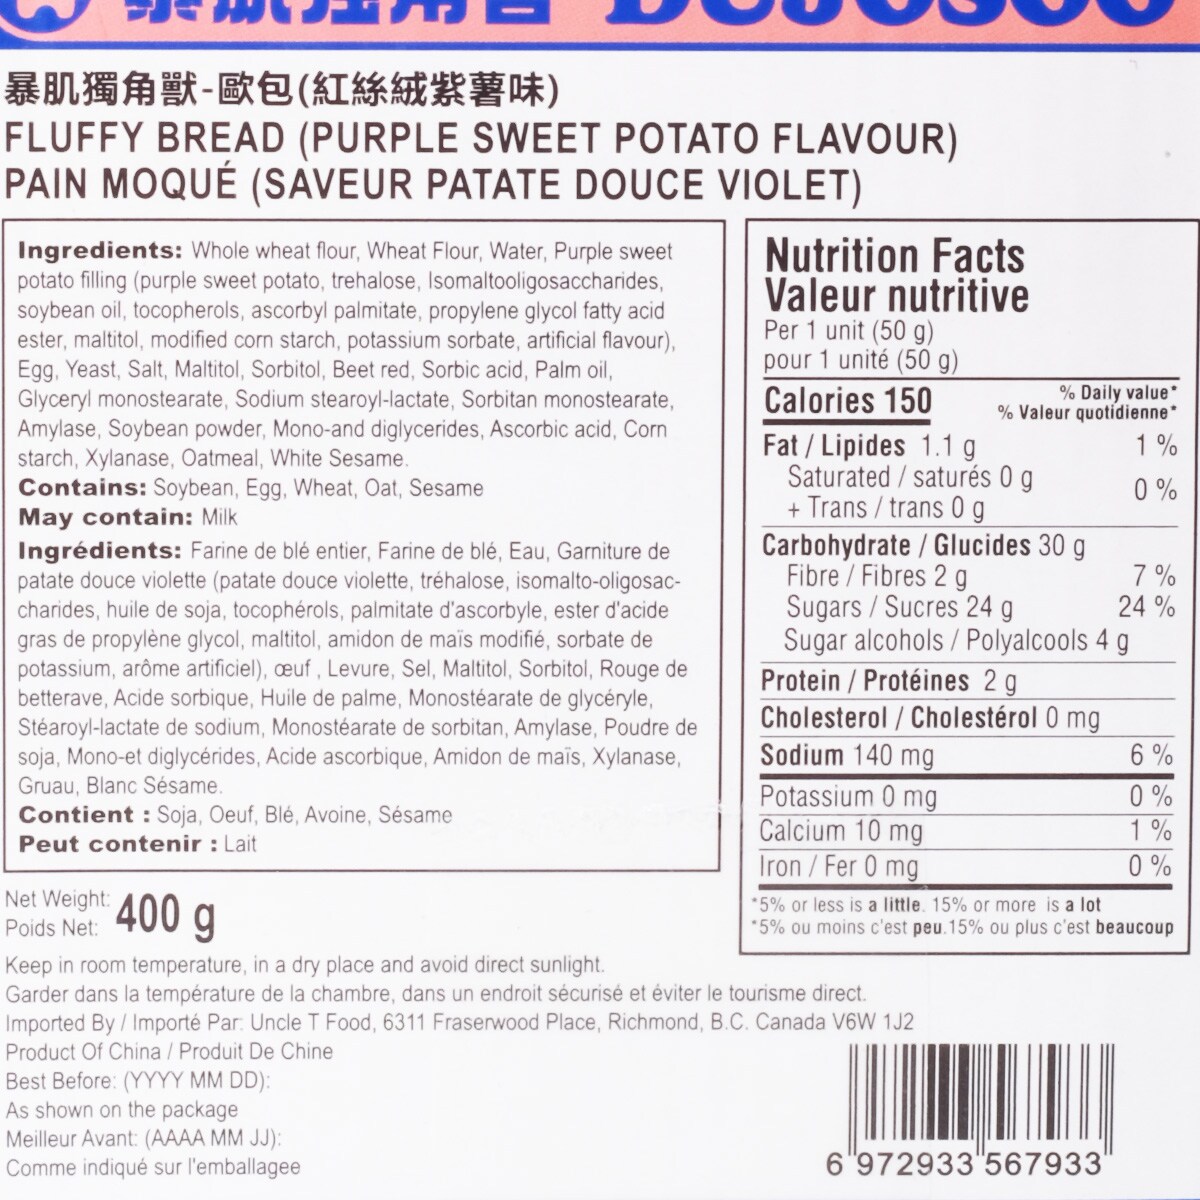 暴肌獨角獸 DOJOSOO
暴肌獨角獸-歐包(紅絲絨紫薯味)
FLUFFY BREAD (PURPLE SWEET POTATO FLAVOUR)
PAIN MOQUÉ (SAVEUR PATATE DOUCE VIOLET)
Ingredients: Whole wheat flour, Wheat Flour, Water, Purple sweet
potato filling (purple sweet potato, trehalose, Isomaltooligosaccharides,
soybean oil, tocopherols, ascorbyl palmitate, propylene glycol fatty acid
ester, maltitol, modified corn starch, potassium sorbate, artificial flavour),
Egg, Yeast, Salt, Maltitol, Sorbitol, Beet red, Sorbic acid, Palm oil,
Glyceryl monostearate, Sodium stearoyl-lactate, Sorbitan monostearate,
Amylase, Soybean powder, Mono-and diglycerides, Ascorbic acid, Corn
starch, Xylanase, Oatmeal, White Sesame.
Contains: Soybean, Egg, Wheat, Oat, Sesame
May contain: Milk
Ingrédients: Farine de blé entier, Farine de blé, Eau, Garniture de
patate douce violette (patate douce violette, tréhalose, isomalto-oligosac-
charides, huile de soja, tocophérols, palmitate d'ascorbyle, ester d'acide
gras de propylène glycol, maltitol, amidon de maïs modifié, sorbate de
potassium, arôme artificiel), œuf , Levure, Sel, Maltitol, Sorbitol, Rouge de
betterave, Acide sorbique, Huile de palme, Monostéarate de glycéryle,
Stéaroyl-lactate de sodium, Monostéarate de sorbitan, Amylase, Poudre de
soja, Mono-et diglycérides, Acide ascorbique, Amidon de maïs, Xylanase,
Gruau, Blanc Sésame.
Contient : Soja, Oeuf, Blé, Avoine, Sésame
Peut contenir : Lait
Nutrition Facts
Valeur nutritive
Per 1 unit (50 g)
pour 1 unité (50 g)
Calories 150
% Daily value*
% Valeur quotidienne*
Fat / Lipides 1.1 g 1 %
Saturated / saturés 0 g
+ Trans / trans 0 g 0 %
Carbohydrate / Glucides 30 g
Fibre / Fibres 2 g 7 %
Sugars / Sucres 24 g 24 %
Sugar alcohols / Polyalcools 4 g
Protein / Protéines 2 g
Cholesterol / Cholestérol 0 mg
Sodium 140 mg 6 %
Potassium 0 mg 0 %
Calcium 10 mg 1 %
Iron / Fer 0 mg 0 %
*5% or less is a little. 15% or more is a lot
*5% ou moins c'est peu.15% ou plus c'est beaucoup
Net Weight:
Poids Net: 400 g
Keep in room temperature, in a dry place and avoid direct sunlight.
Garder dans la température de la chambre, dans un endroit sécurisé et éviter le tourisme direct.
Imported By / Importé Par: Uncle T Food, 6311 Fraserwood Place, Richmond, B.C. Canada V6W 1J2
Product Of China / Produit De Chine
Best Before: (YYYY MM DD):
As shown on the package
Meilleur Avant: (AAAA MM JJ):
Comme indiqué sur l'emballagee
6 972933 567933